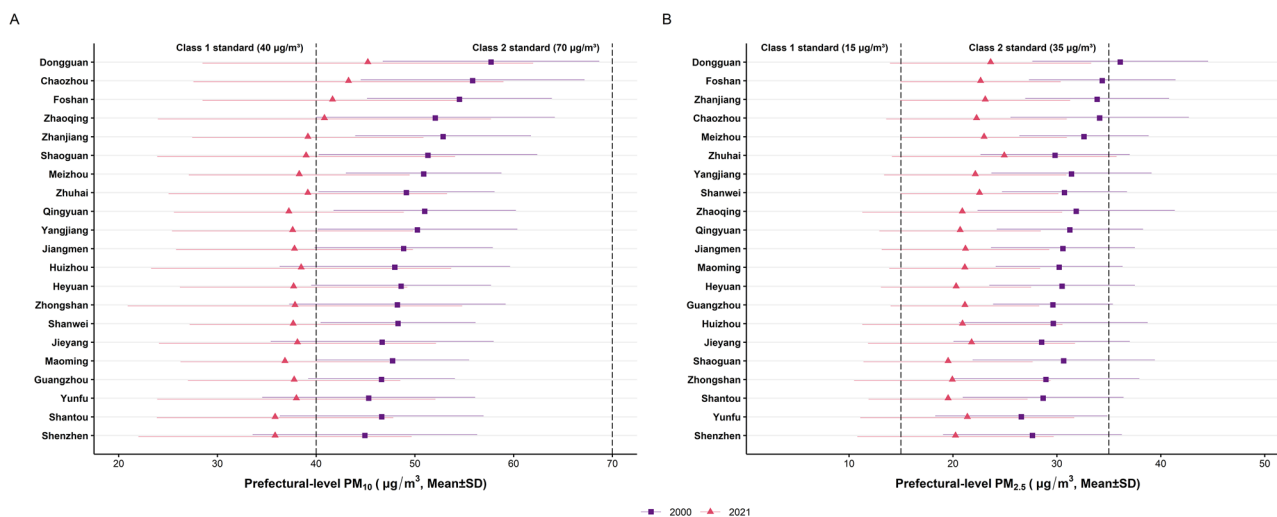 A
Class 1 standard (40 µg/m³)
Class 2 standard (70 µg/m³)
Dongguan
Chaozhou
Foshan
Zhaoqing
Zhanjiang
Shaoguan
Meizhou
Zhuhai
Qingyuan
Yangjiang
Jiangmen
Huizhou
Heyuan
Zhongshan
Shanwei
Jieyang
Maoming
Guangzhou
Yunfu
Shantou
Shenzhen
20 30 40 50 60 70
Prefectural-level PM₁₀ ( µg/m³, Mean±SD)
B
Class 1 standard (15 µg/m³)
Class 2 standard (35 µg/m³)
Dongguan
Foshan
Zhanjiang
Chaozhou
Meizhou
Zhuhai
Yangjiang
Shanwei
Zhaoqing
Qingyuan
Jiangmen
Maoming
Heyuan
Guangzhou
Huizhou
Jieyang
Shaoguan
Zhongshan
Shantou
Yunfu
Shenzhen
10 20 30 40 50
Prefectural-level PM₂.₅ ( µg/m³, Mean±SD)
2000 2021